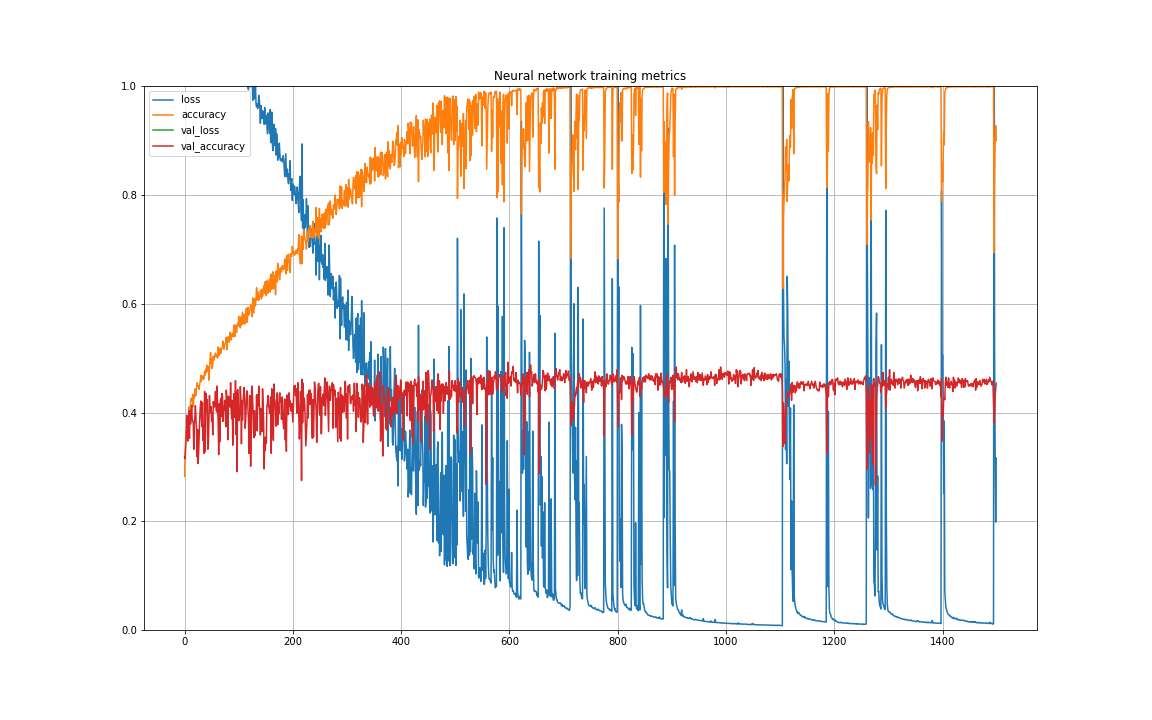 Neural network training metrics
loss
accuracy
val_loss
val_accuracy
1.0
0.8
0.6
0.4
0.2
0.0
0 200 400 600 800 1000 1200 1400